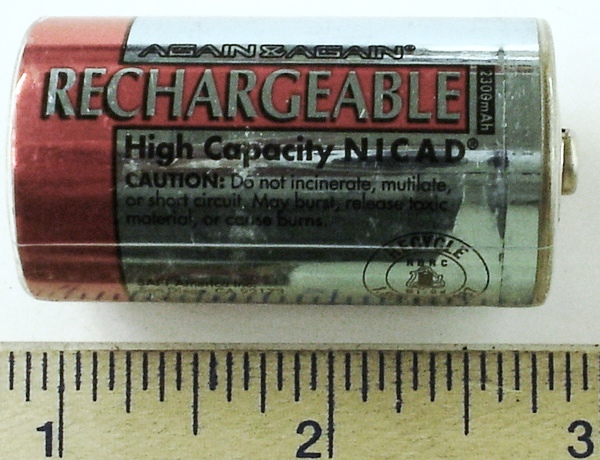 AGAIN & AGAIN®
RECHARGEABLE
2300mAh
High Capacity NICAD®
CAUTION: Do not incinerate, mutilate,
or short circuit. May burst, release toxic
material, or cause burns.
RECYCLE
RBRC
1 2 3